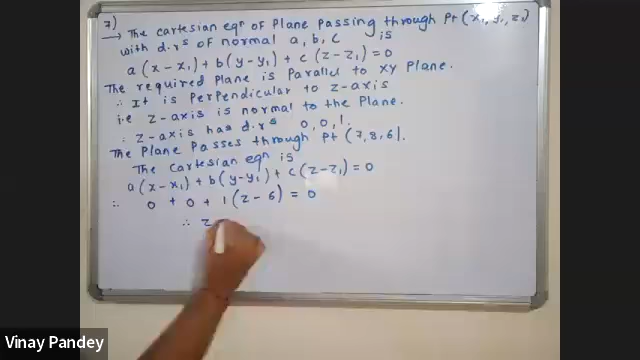 7)
→ The cartesian eqn of Plane passing through Pt (x1, y1, z1)
with d.rs of normal a, b, c is
a (x - x1) + b (y - y1) + c (z - z1) = 0
The required Plane is Parallel to XY Plane.
∴ It is Perpendicular to z-axis
i.e z-axis is normal to the Plane.
∴ z-axis has d.rs 0, 0, 1.
The Plane Passes through Pt (7, 8, 6).
The Cartesian eqn is
a (x - x1) + b (y - y1) + c (z - z1) = 0
∴ 0 + 0 + 1 (z - 6) = 0
∴ z
Vinay Pandey